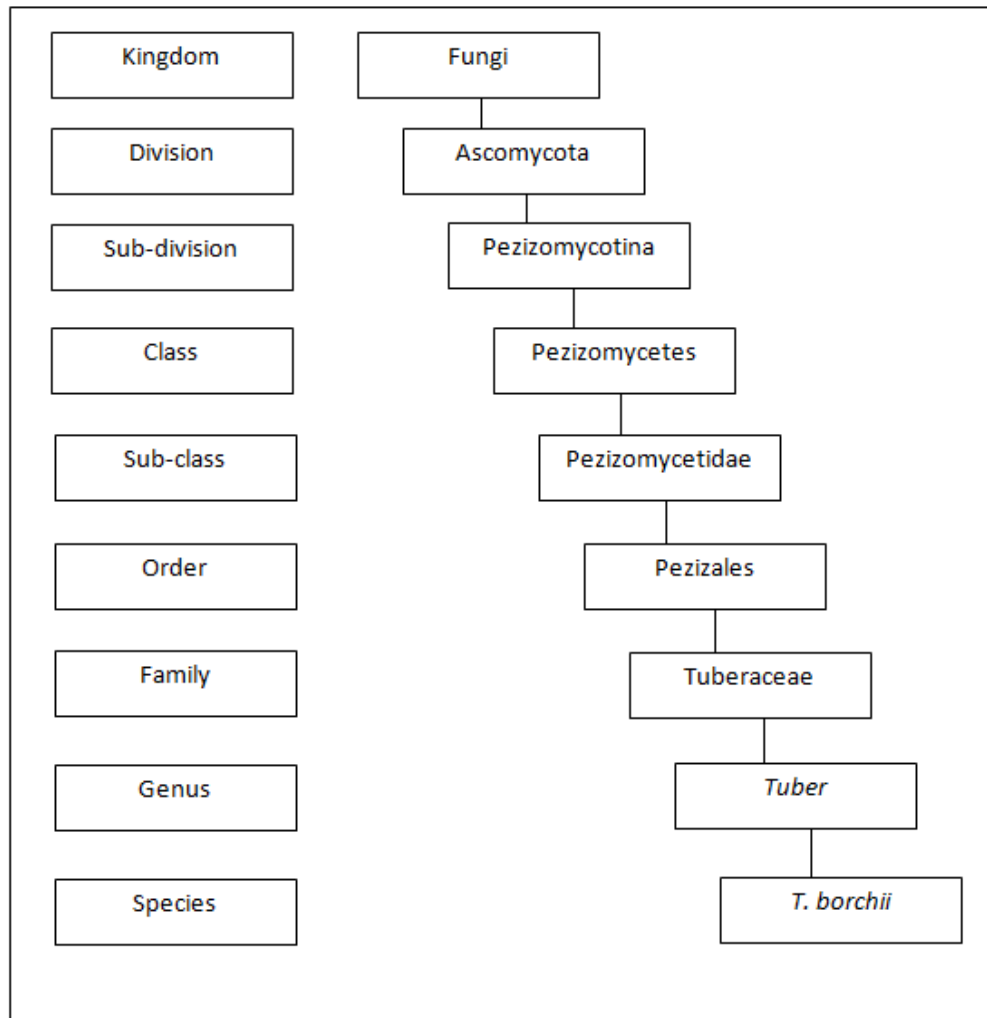 Kingdom Fungi
Division Ascomycota
Sub-division Pezizomycotina
Class Pezizomycetes
Sub-class Pezizomycetidae
Order Pezizales
Family Tuberaceae
Genus Tuber
Species T. borchii